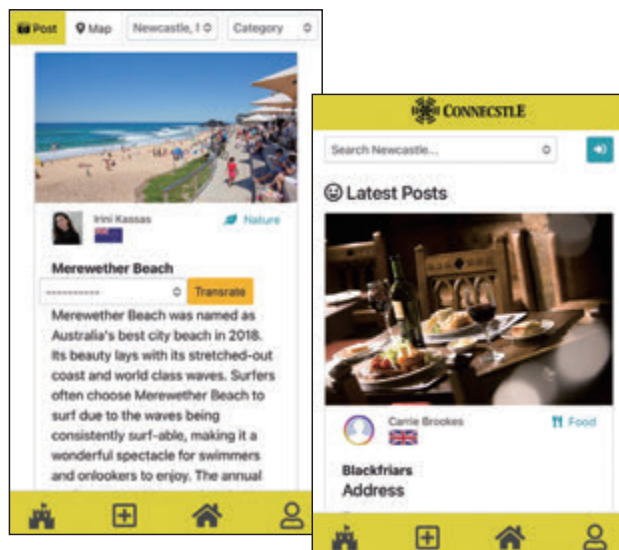 Post Map Newcastle, Category
Irini Kassas Nature
Merewether Beach
---------- Transrate
Merewether Beach was named as
Australia's best city beach in 2018.
Its beauty lays with its stretched-out
coast and world class waves. Surfers
often choose Merewether Beach to
surf due to the waves being
consistently surf-able, making it a
wonderful spectacle for swimmers
and onlookers to enjoy. The annual
CONNECSTLE
Search Newcastle...
Latest Posts
Carrie Brookes Food
Blackfriars
Address